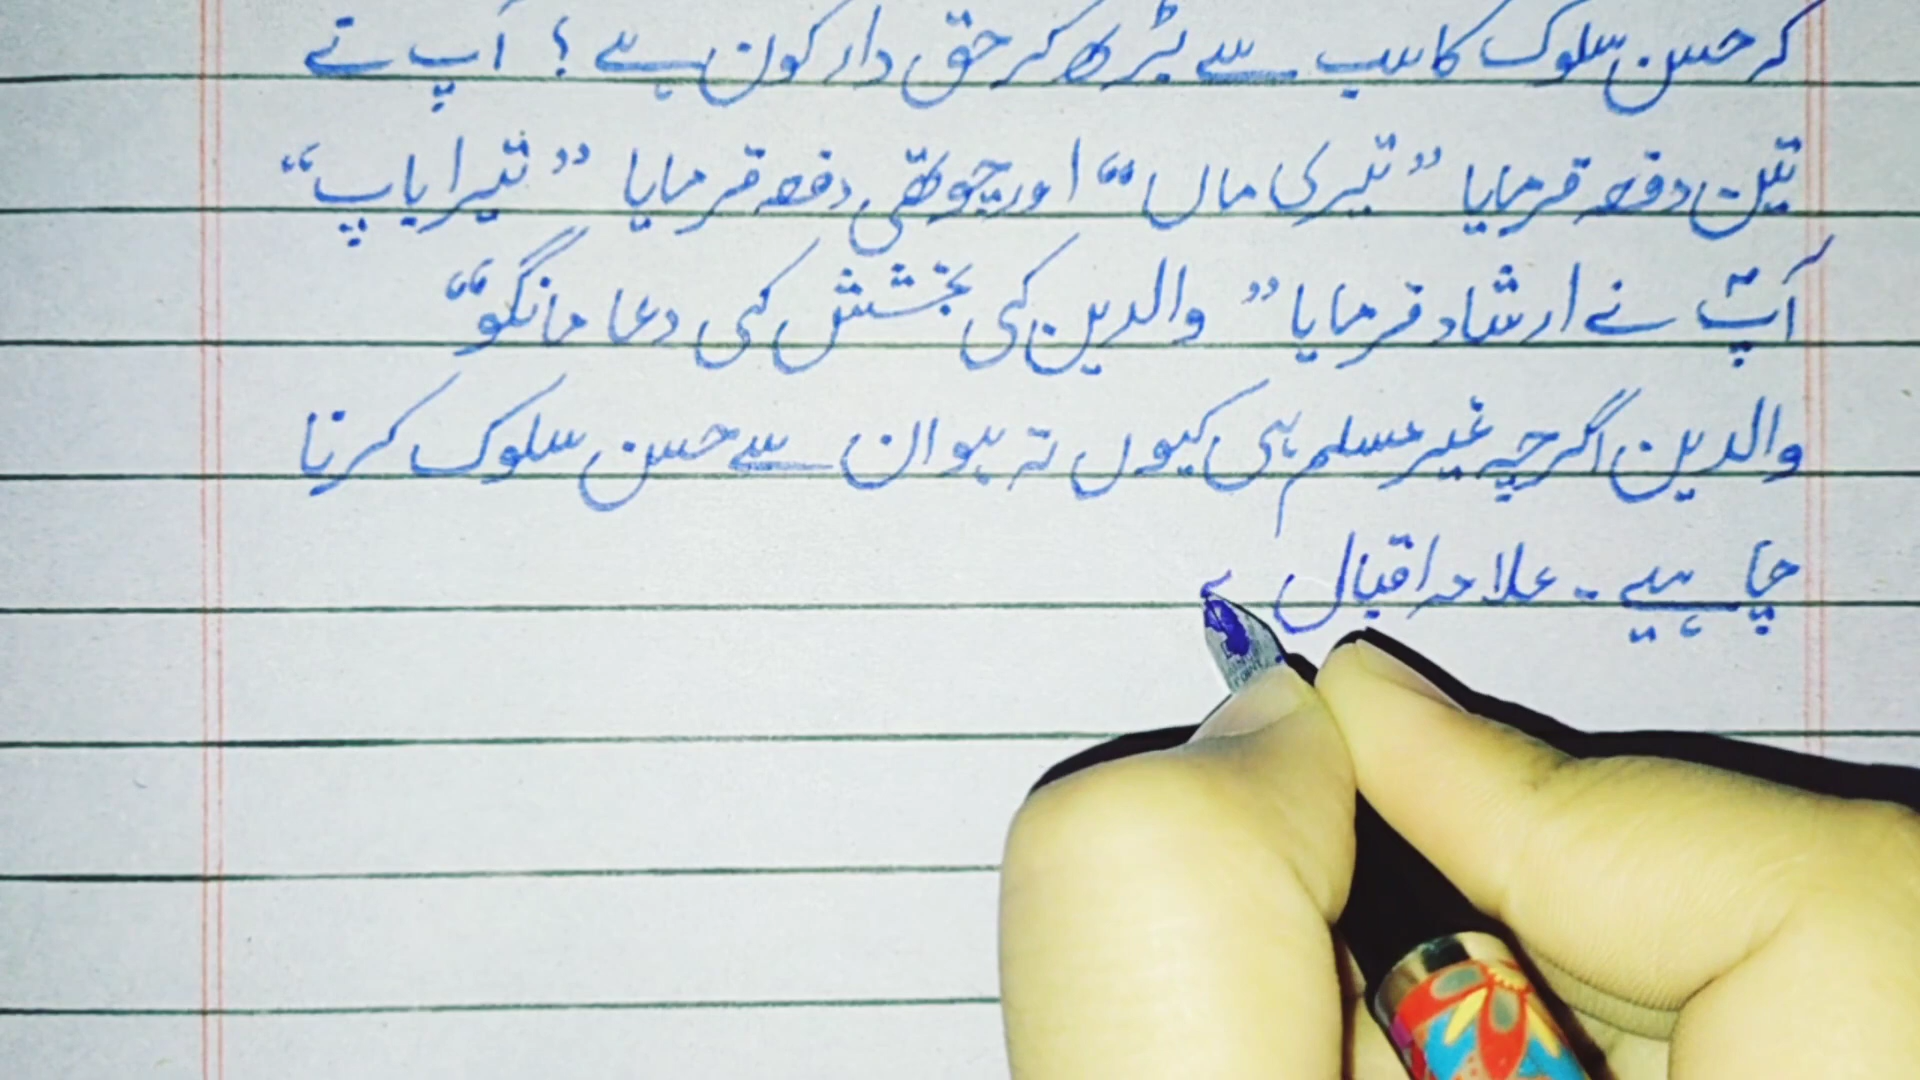 کہ حسن سلوک کا سب سے بڑھ کر حق دار کون ہے؟ آپ نے
تین دفعہ فرمایا ”تیری ماں“ اور چوتھی دفعہ فرمایا ”تیرا باپ“
آپؐ نے ارشاد فرمایا ”والدین کی بخشش کی دعا مانگو“
والدین اگرچہ غیر مسلم ہی کیوں نہ ہو ان سے حسن سلوک کرنا
چاہیے۔ علامہ اقبال